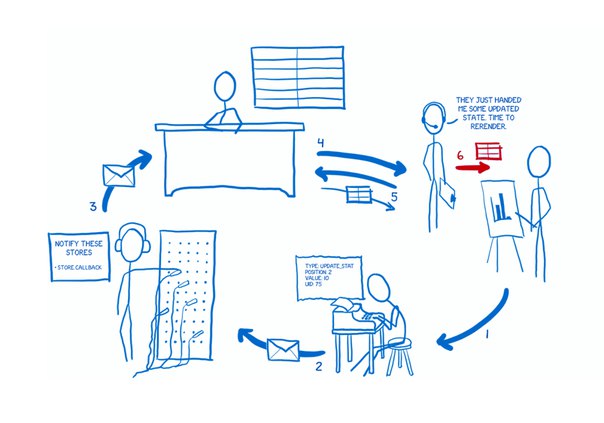 THEY JUST HANDED
ME SOME UPDATED
STATE. TIME TO
RERENDER.
4
6
5
3
NOTIFY THESE
STORES
• STORE CALLBACK
TYPE: UPDATE_STAT
POSITION: 2
VALUE: 10
UID: 75
1
2